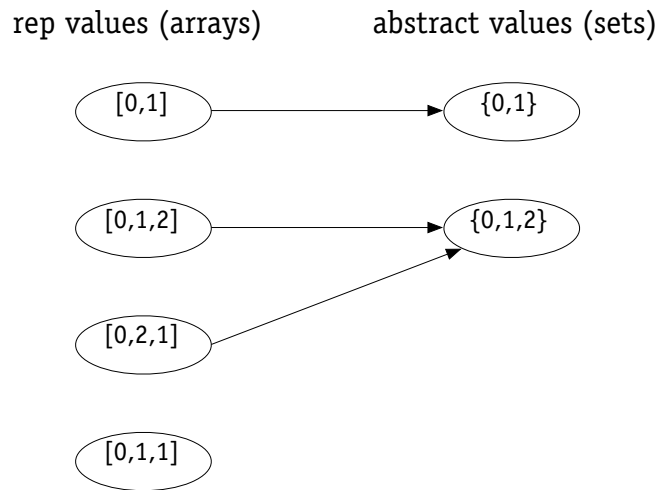 rep values (arrays) abstract values (sets)
[0,1] {0,1}
[0,1,2] {0,1,2}
[0,2,1]
[0,1,1]